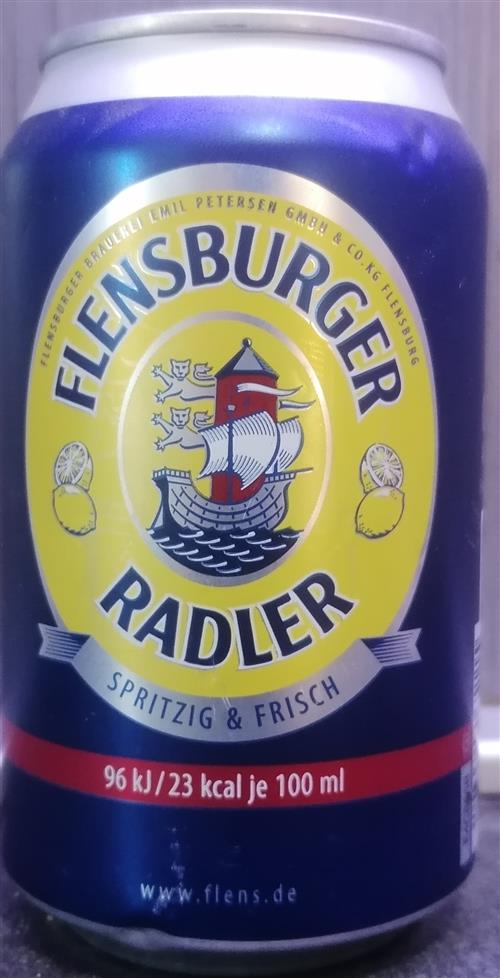 FLENSBURGER BRAUEREI EMIL PETERSEN GMBH & CO.KG FLENSBURG
FLENSBURGER
RADLER
SPRITZIG & FRISCH
96 kJ/23 kcal je 100 ml
www.flens.de